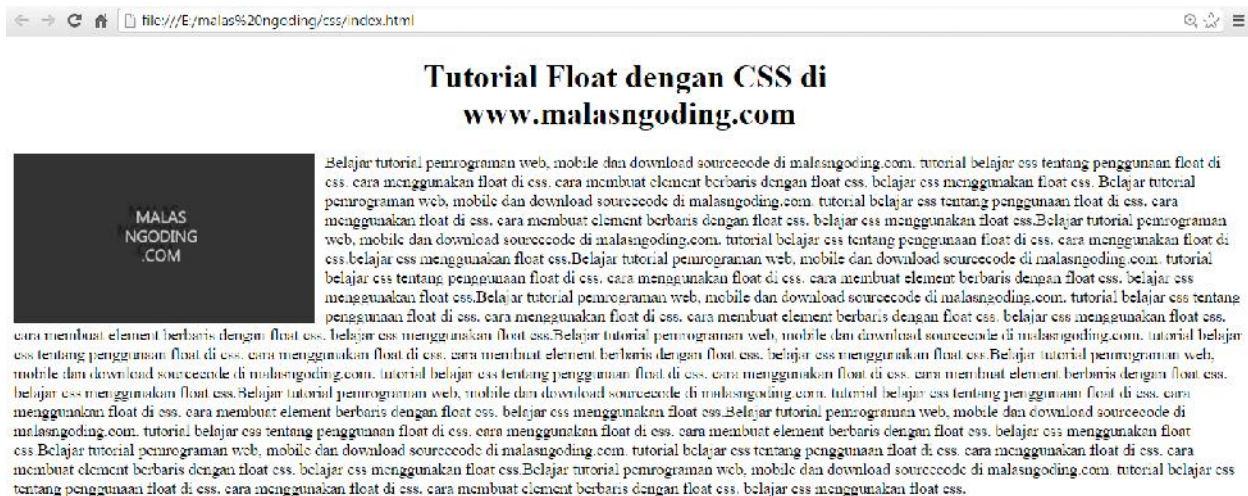 file:///E:/malas%20ngoding/css/index.html
Tutorial Float dengan CSS di
www.malasngoding.com
MALAS
NGODING
.COM
Belajar tutorial pemrograman web, mobile dan download sourcecode di malasngoding.com. tutorial belajar css tentang penggunaan float di
css. cara menggunakan float di css. cara membuat element berbaris dengan float css. belajar css menggunakan float css. Belajar tutorial
pemrograman web, mobile dan download sourcecode di malasngoding.com. tutorial belajar css tentang penggunaan float di css. cara
menggunakan float di css. cara membuat element berbaris dengan float css. belajar css menggunakan float css.Belajar tutorial pemrograman
web, mobile dan download sourcecode di malasngoding.com. tutorial belajar css tentang penggunaan float di css. cara menggunakan float di
css.belajar css menggunakan float css.Belajar tutorial pemrograman web, mobile dan download sourcecode di malasngoding.com. tutorial
belajar css tentang penggunaan float di css. cara menggunakan float di css. cara membuat element berbaris dengan float css. belajar css
menggunakan float css.Belajar tutorial pemrograman web, mobile dan download sourcecode di malasngoding.com. tutorial belajar css tentang
penggunaan float di css. cara menggunakan float di css. cara membuat element berbaris dengan float css. belajar css menggunakan float css.
cara membuat element berbaris dengan float css. belajar css menggunakan float css.Belajar tutorial pemrograman web, mobile dan download sourcecode di malasngoding.com. tutorial belajar
css tentang penggunaan float di css. cara menggunakan float di css. cara membuat element berbaris dengan float css. belajar css menggunakan float css.Belajar tutorial pemrograman web,
mobile dan download sourcecode di malasngoding.com. tutorial belajar css tentang penggunaan float di css. cara menggunakan float di css. cara membuat element berbaris dengan float css.
belajar css menggunakan float css.Belajar tutorial pemrograman web, mobile dan download sourcecode di malasngoding.com. tutorial belajar css tentang penggunaan float di css. cara
menggunakan float di css. cara membuat element berbaris dengan float css. belajar css menggunakan float css.Belajar tutorial pemrograman web, mobile dan download sourcecode di
malasngoding.com. tutorial belajar css tentang penggunaan float di css. cara menggunakan float di css. cara membuat element berbaris dengan float css. belajar css menggunakan float
css.Belajar tutorial pemrograman web, mobile dan download sourcecode di malasngoding.com. tutorial belajar css tentang penggunaan float di css. cara menggunakan float di css. cara
membuat element berbaris dengan float css. belajar css menggunakan float css.Belajar tutorial pemrograman web, mobile dan download sourcecode di malasngoding.com. tutorial belajar css
tentang penggunaan float di css. cara menggunakan float di css. cara membuat element berbaris dengan float css. belajar css menggunakan float css.